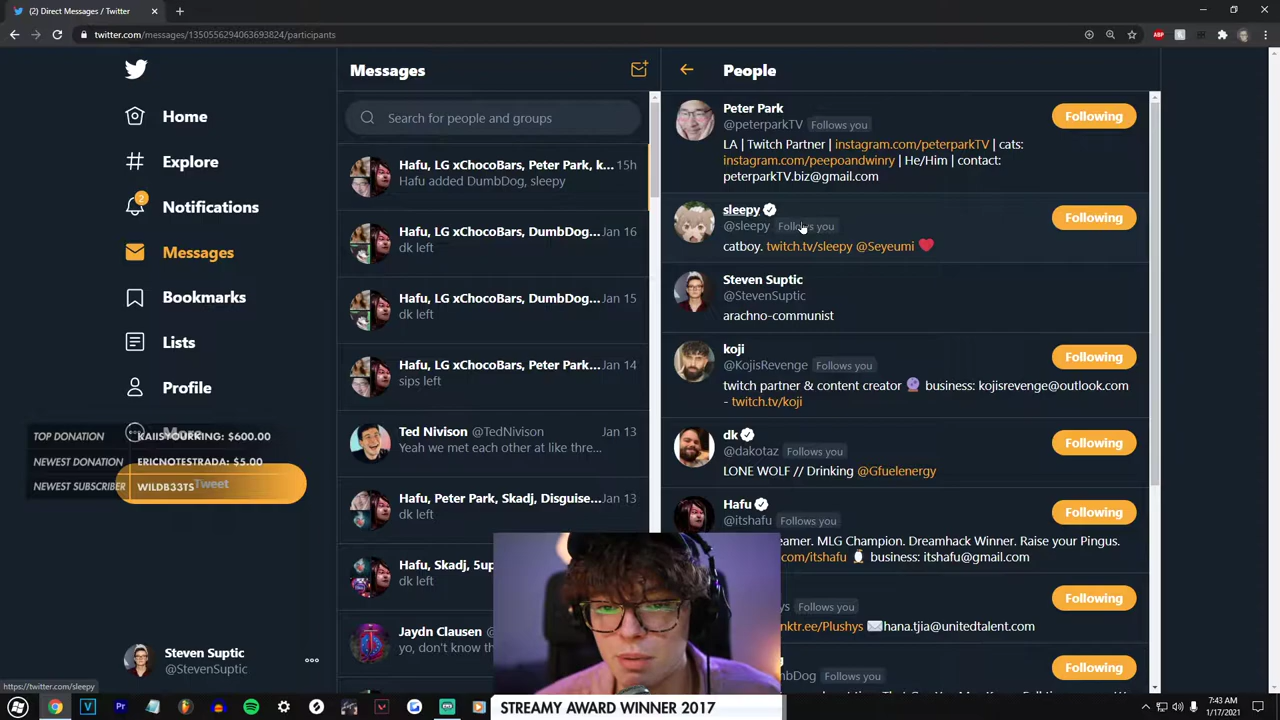 (2) Direct Messages / Twitter
twitter.com/messages/1350556294063693824/participants
Home
Explore
2
Notifications
Messages
Bookmarks
Lists
Profile
More
Tweet
TOP DONATION KAIISYOURKING: $600.00
NEWEST DONATION ERICNOTESTRADA: $5.00
NEWEST SUBSCRIBER WILDB33TS
Steven Suptic
@StevenSuptic
https://twitter.com/sleepy
Messages
Search for people and groups
Hafu, LG xChocoBars, Peter Park, k... 15h
Hafu added DumbDog, sleepy
Hafu, LG xChocoBars, DumbDog... Jan 16
dk left
Hafu, LG xChocoBars, DumbDog... Jan 15
dk left
Hafu, LG xChocoBars, Peter Park... Jan 14
sips left
Ted Nivison @TedNivison Jan 13
Yeah we met each other at like thre...
Hafu, Peter Park, Skadj, Disguise... Jan 13
dk left
Hafu, Skadj, 5up
dk left
Jaydn Clausen @
yo, don't know th
People
Peter Park
@peterparkTV Follows you
LA | Twitch Partner | instagram.com/peterparkTV | cats:
instagram.com/peepoandwinry | He/Him | contact:
peterparkTV.biz@gmail.com
Following
sleepy
@sleepy Follows you
catboy. twitch.tv/sleepy @Seyeumi ❤️
Following
Steven Suptic
@StevenSuptic
arachno-communist
koji
@KojisRevenge Follows you
twitch partner & content creator 🔮 business: kojisrevenge@outlook.com
- twitch.tv/koji
Following
dk
@dakotaz Follows you
LONE WOLF // Drinking @Gfuelenergy
Following
Hafu
@itshafu Follows you
eamer. MLG Champion. Dreamhack Winner. Raise your Pingus.
.com/itshafu 🐧 business: itshafu@gmail.com
Following
ys Follows you
nktr.ee/Plushys ✉️hana.tjia@unitedtalent.com
Following
mbDog Follows you
Following
STREAMY AWARD WINNER 2017
7:43 AM
1/17/2021